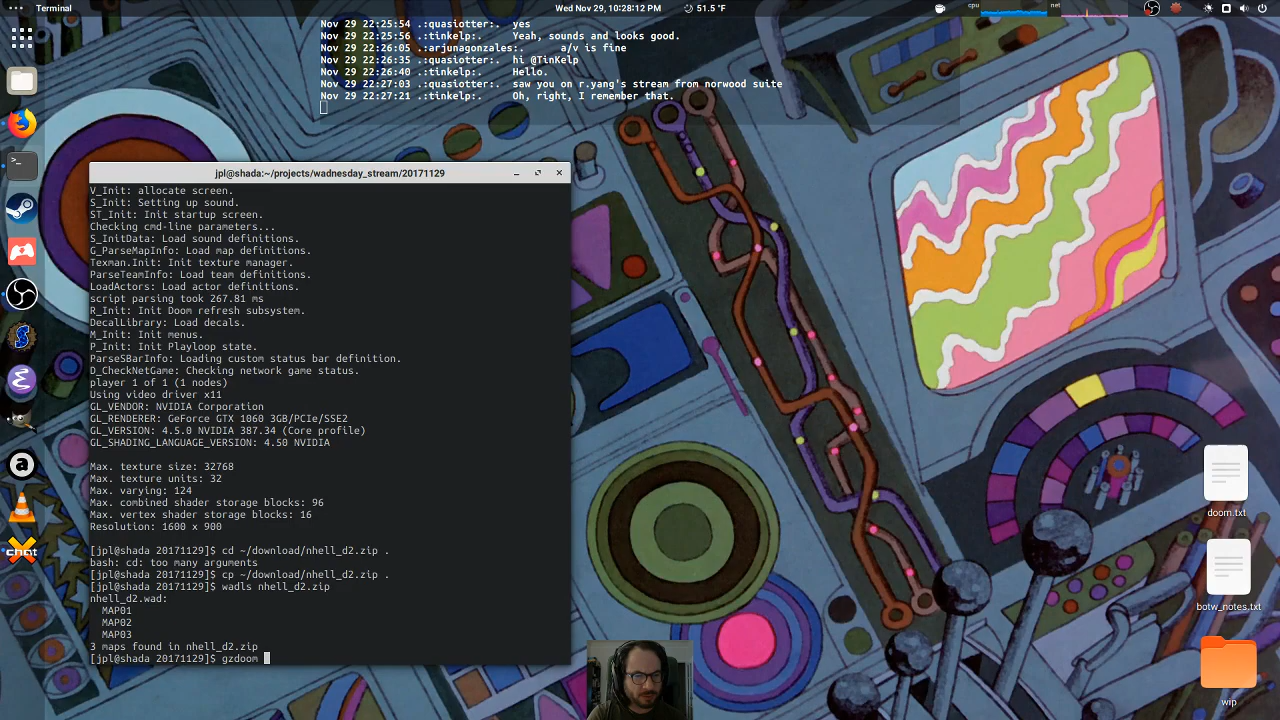 Terminal
Wed Nov 29, 10:28:12 PM
51.5 °F
cpu
net
Nov 29 22:25:54 .:quasiotter:. yes
Nov 29 22:25:56 .:tinkelp:. Yeah, sounds and looks good.
Nov 29 22:26:05 .:arjunagonzales:. a/v is fine
Nov 29 22:26:35 .:quasiotter:. hi @TinKelp
Nov 29 22:26:40 .:tinkelp:. Hello.
Nov 29 22:27:03 .:quasiotter:. saw you on r.yang's stream from norwood suite
Nov 29 22:27:21 .:tinkelp:. Oh, right, I remember that.
jpl@shada:~/projects/wadnesday_stream/20171129
V_Init: allocate screen.
S_Init: Setting up sound.
ST_Init: Init startup screen.
Checking cmd-line parameters...
S_InitData: Load sound definitions.
G_ParseMapInfo: Load map definitions.
Texman.Init: Init texture manager.
ParseTeamInfo: Load team definitions.
LoadActors: Load actor definitions.
script parsing took 267.81 ms
R_Init: Init Doom refresh subsystem.
DecalLibrary: Load decals.
M_Init: Init menus.
P_Init: Init Playloop state.
ParseSBarInfo: Loading custom status bar definition.
D_CheckNetGame: Checking network game status.
player 1 of 1 (1 nodes)
Using video driver x11
GL_VENDOR: NVIDIA Corporation
GL_RENDERER: GeForce GTX 1060 3GB/PCIe/SSE2
GL_VERSION: 4.5.0 NVIDIA 387.34 (Core profile)
GL_SHADING_LANGUAGE_VERSION: 4.50 NVIDIA
Max. texture size: 32768
Max. texture units: 32
Max. varying: 124
Max. combined shader storage blocks: 96
Max. vertex shader storage blocks: 16
Resolution: 1600 x 900
[jpl@shada 20171129]$ cd ~/download/nhell_d2.zip .
bash: cd: too many arguments
[jpl@shada 20171129]$ cp ~/download/nhell_d2.zip .
[jpl@shada 20171129]$ wadls nhell_d2.zip
nhell_d2.wad:
MAP01
MAP02
MAP03
3 maps found in nhell_d2.zip
[jpl@shada 20171129]$ gzdoom
chat
doom.txt
botw_notes.txt
wip